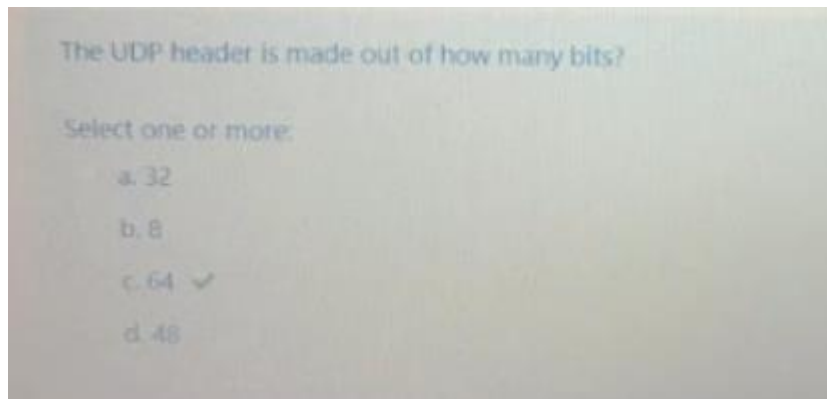 The UDP header is made out of how many bits?
Select one or more:
a. 32
b. 8
c. 64 ✓
d. 48